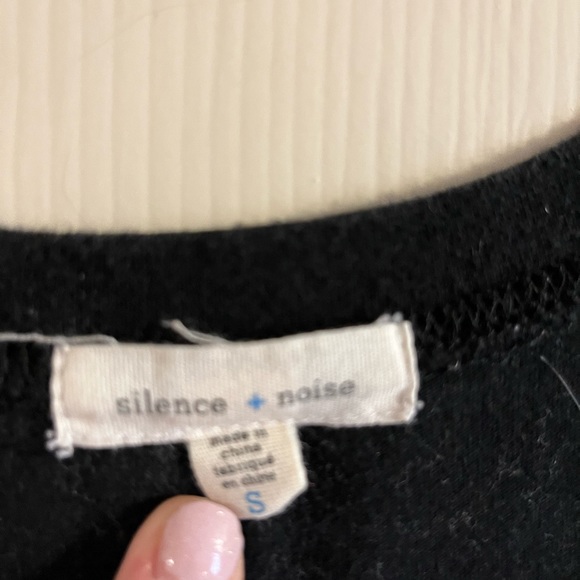 silence + noise
made in
china
fabriqué
en chine
S